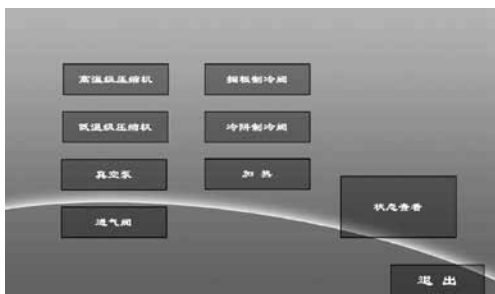 高温级压缩机
搁板制冷阀
低温级压缩机
冷阱制冷阀
真空泵
加 热
进气阀
状态查看
退 出